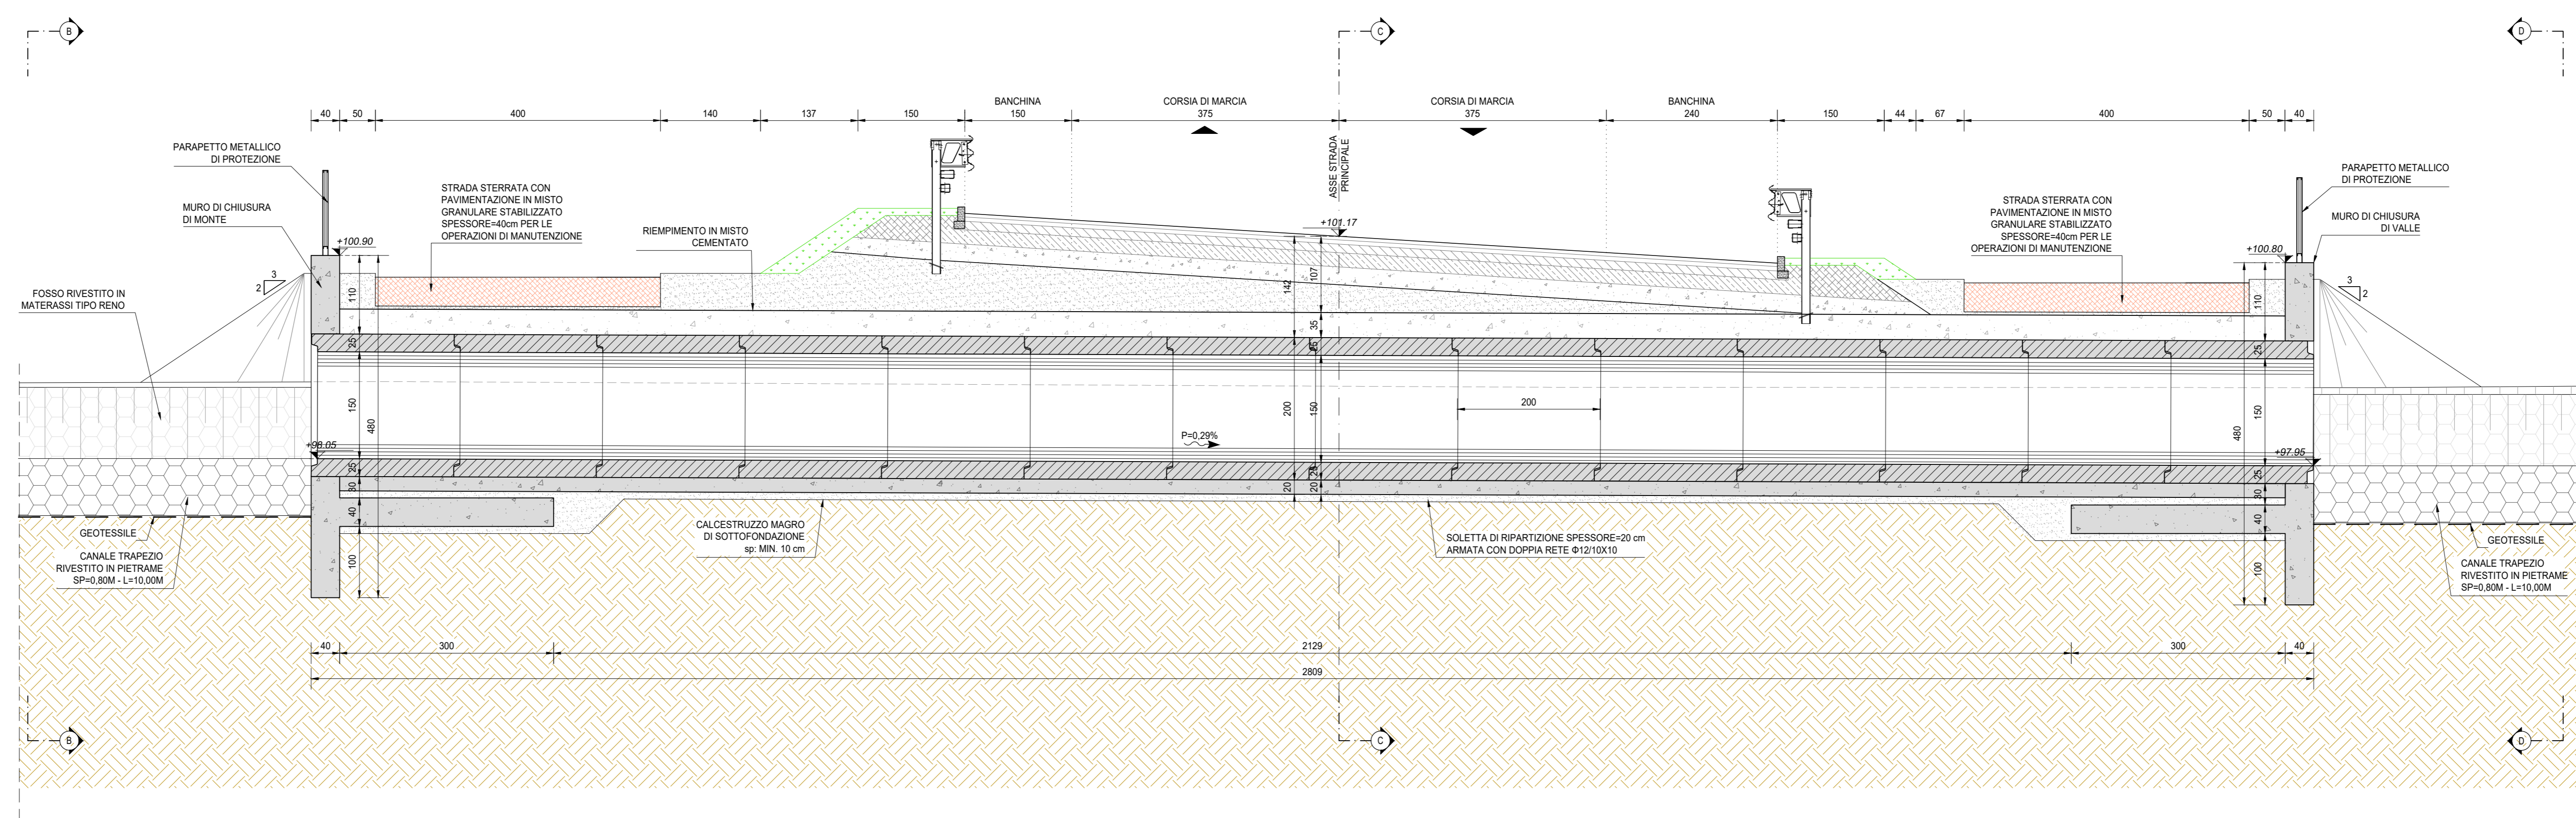 B
C
D
BANCHINA
CORSIA DI MARCIA
CORSIA DI MARCIA
BANCHINA
40
50
400
140
137
150
150
375
375
240
150
44
67
400
50
40
PARAPETTO METALLICO
DI PROTEZIONE
MURO DI CHIUSURA
DI MONTE
STRADA STERRATA CON
PAVIMENTAZIONE IN MISTO
GRANULARE STABILIZZATO
SPESSORE=40cm PER LE
OPERAZIONI DI MANUTENZIONE
RIEMPIMENTO IN MISTO
CEMENTATO
ASSE STRADA
PRINCIPALE
STRADA STERRATA CON
PAVIMENTAZIONE IN MISTO
GRANULARE STABILIZZATO
SPESSORE=40cm PER LE
OPERAZIONI DI MANUTENZIONE
PARAPETTO METALLICO
DI PROTEZIONE
MURO DI CHIUSURA
DI VALLE
+100.90
+101.17
+100.80
3
2
3
2
FOSSO RIVESTITO IN
MATERASSI TIPO RENO
110
25
150
480
25
30
40
100
+98.05
142
107
35
25
200
150
25
20
20
200
P=0,29%
110
25
150
480
25
30
40
100
+97.95
GEOTESSILE
CANALE TRAPEZIO
RIVESTITO IN PIETRAME
SP=0,80M - L=10,00M
CALCESTRUZZO MAGRO
DI SOTTOFONDAZIONE
sp: MIN. 10 cm
SOLETTA DI RIPARTIZIONE SPESSORE=20 cm
ARMATA CON DOPPIA RETE Φ12/10X10
GEOTESSILE
CANALE TRAPEZIO
RIVESTITO IN PIETRAME
SP=0,80M - L=10,00M
40
300
2129
300
40
2809
B
C
D